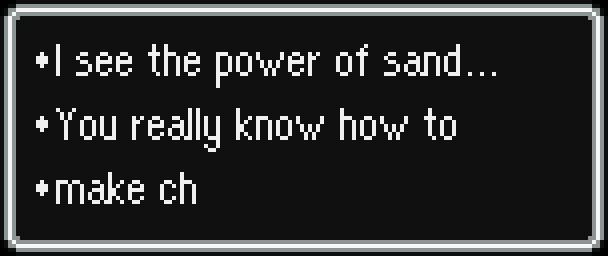 •I see the power of sand...
•You really know how to
•make ch